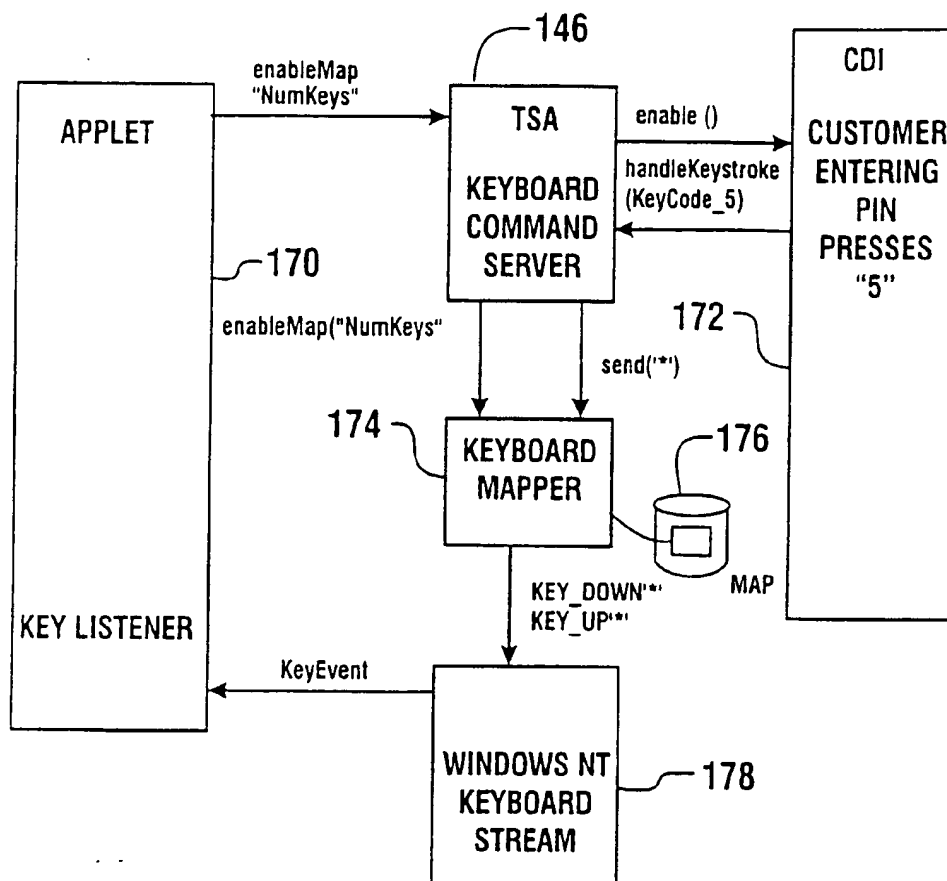 146
enableMap
"NumKeys"
APPLET
TSA
KEYBOARD
COMMAND
SERVER
enable ()
handleKeystroke
(KeyCode_5)
CDI
CUSTOMER
ENTERING
PIN
PRESSES
"5"
170
172
enableMap("NumKeys"
send('*')
174
KEYBOARD
MAPPER
176
MAP
KEY_DOWN'*'
KEY_UP'*'
KEY LISTENER
KeyEvent
WINDOWS NT
KEYBOARD
STREAM
178